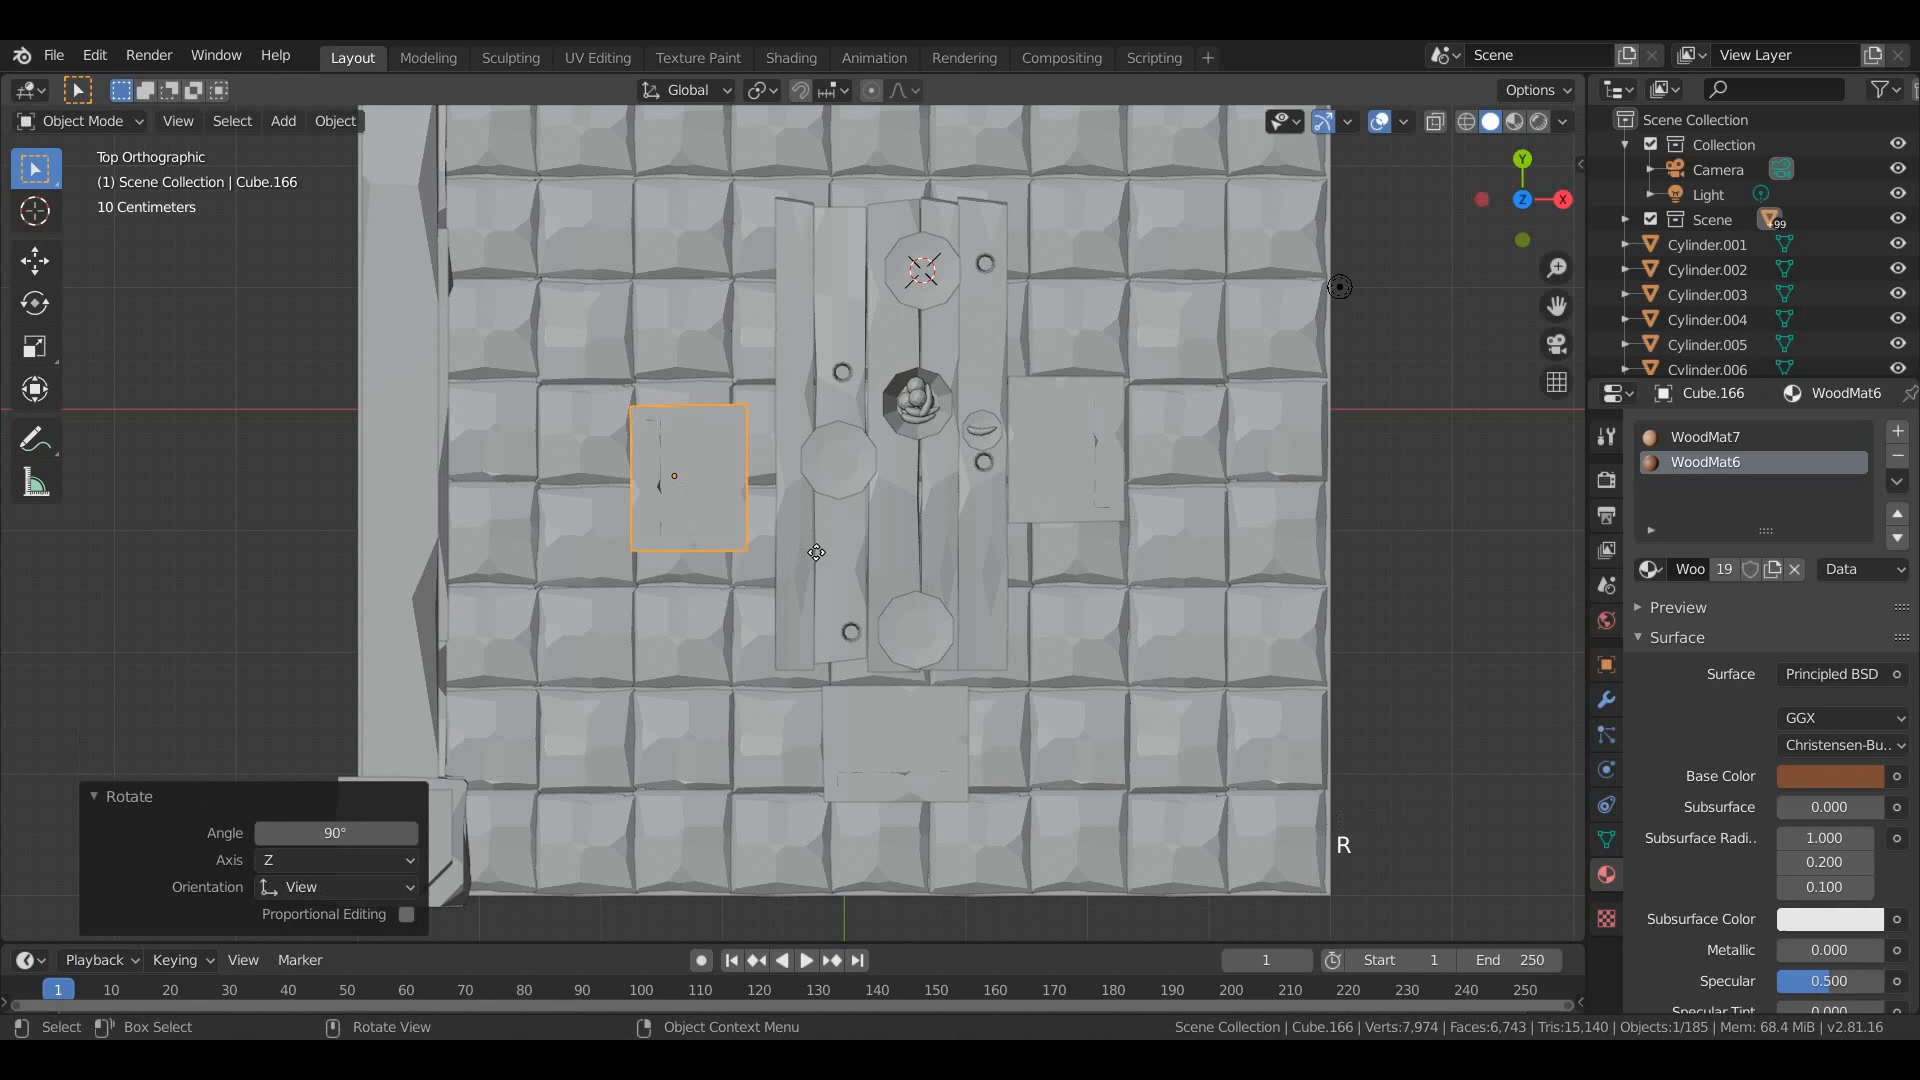 File Edit Render Window Help Layout Modeling Sculpting UV Editing Texture Paint Shading Animation Rendering Compositing Scripting + Scene View Layer
Global Options
Object Mode View Select Add Object
Top Orthographic
(1) Scene Collection | Cube.166
10 Centimeters
Y
Z
X
Scene Collection
Collection
Camera
Light
Scene +99
Cylinder.001
Cylinder.002
Cylinder.003
Cylinder.004
Cylinder.005
Cylinder.006
Cube.166 WoodMat6
WoodMat7
WoodMat6
Woo 19 Data
Preview
Surface
Surface Principled BSD
GGX
Christensen-Bu..
Base Color
Subsurface 0.000
Subsurface Radi.. 1.000
0.200
0.100
Subsurface Color
Metallic 0.000
Specular 0.500
Specular Tint 0.000
Rotate
Angle 90°
Axis Z
Orientation View
Proportional Editing
R
Playback Keying View Marker 1 Start 1 End 250
1 10 20 30 40 50 60 70 80 90 100 110 120 130 140 150 160 170 180 190 200 210 220 230 240 250
Select Box Select Rotate View Object Context Menu Scene Collection | Cube.166 | Verts:7,974 | Faces:6,743 | Tris:15,140 | Objects:1/185 | Mem: 68.4 MiB | v2.81.16